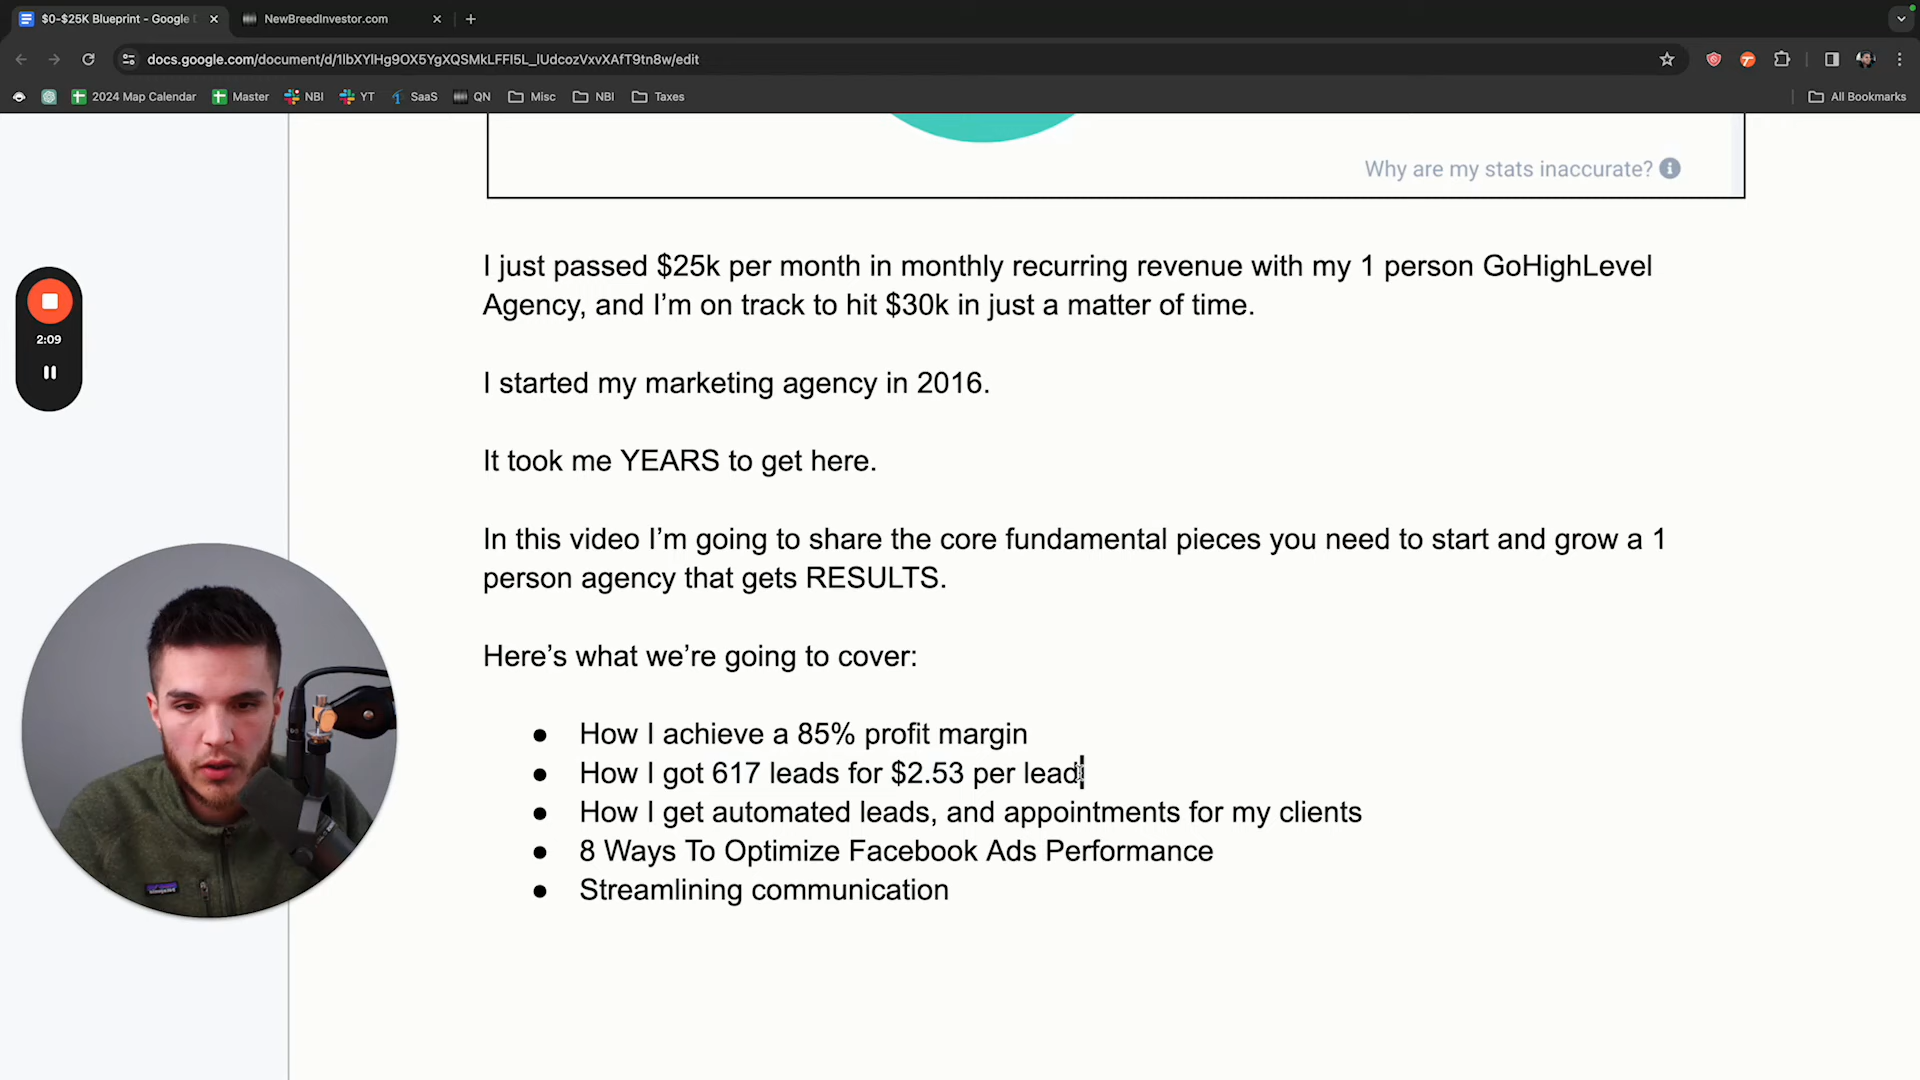 $0-$25K Blueprint - Google
NewBreedInvestor.com
docs.google.com/document/d/1lbXYlHg9OX5YgXQSMkLFFI5L_lUdcozVxvXAfT9tn8w/edit
2024 Map Calendar
Master
NBI
YT
SaaS
QN
Misc
NBI
Taxes
All Bookmarks
Why are my stats inaccurate?
I just passed $25k per month in monthly recurring revenue with my 1 person GoHighLevel
Agency, and I’m on track to hit $30k in just a matter of time.
2:09
I started my marketing agency in 2016.
It took me YEARS to get here.
In this video I’m going to share the core fundamental pieces you need to start and grow a 1
person agency that gets RESULTS.
Here’s what we’re going to cover:
● How I achieve a 85% profit margin
● How I got 617 leads for $2.53 per lead
● How I get automated leads, and appointments for my clients
● 8 Ways To Optimize Facebook Ads Performance
● Streamlining communication